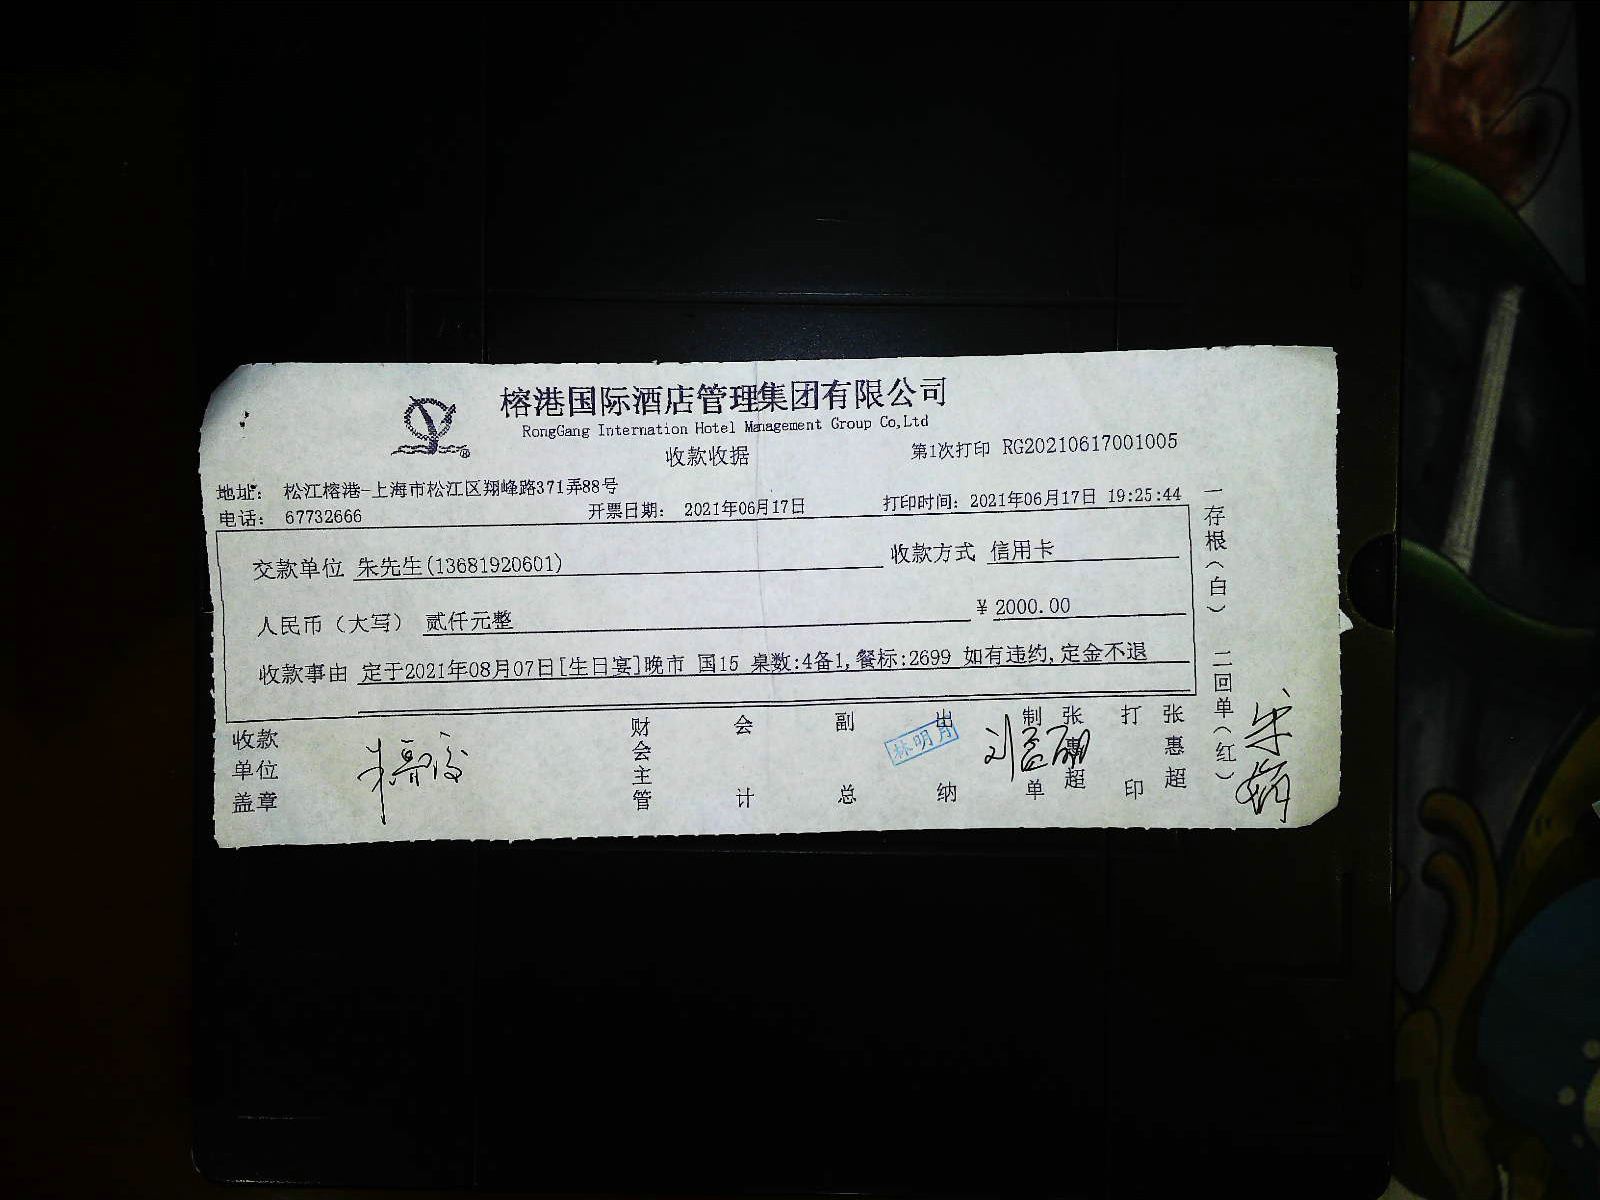 榕港国际酒店管理集团有限公司
RongGang Internation Hotel Management Group Co,Ltd
收款收据
第1次打印 RG20210617001005
地址： 松江榕港-上海市松江区翔峰路371弄88号
电话： 67732666 开票日期： 2021年06月17日 打印时间：2021年06月17日 19:25:44
交款单位 朱先生(13681920601) 收款方式 信用卡
人民币（大写） 贰仟元整 ¥ 2000.00
收款事由 定于2021年08月07日[生日宴]晚市 国15 桌数:4备1,餐标:2699 如有违约,定金不退
收款单位盖章
财会主管
会计
副总
出纳
林明月
制单
张惠超
打印
张惠超
一存根（白）
二回单（红）